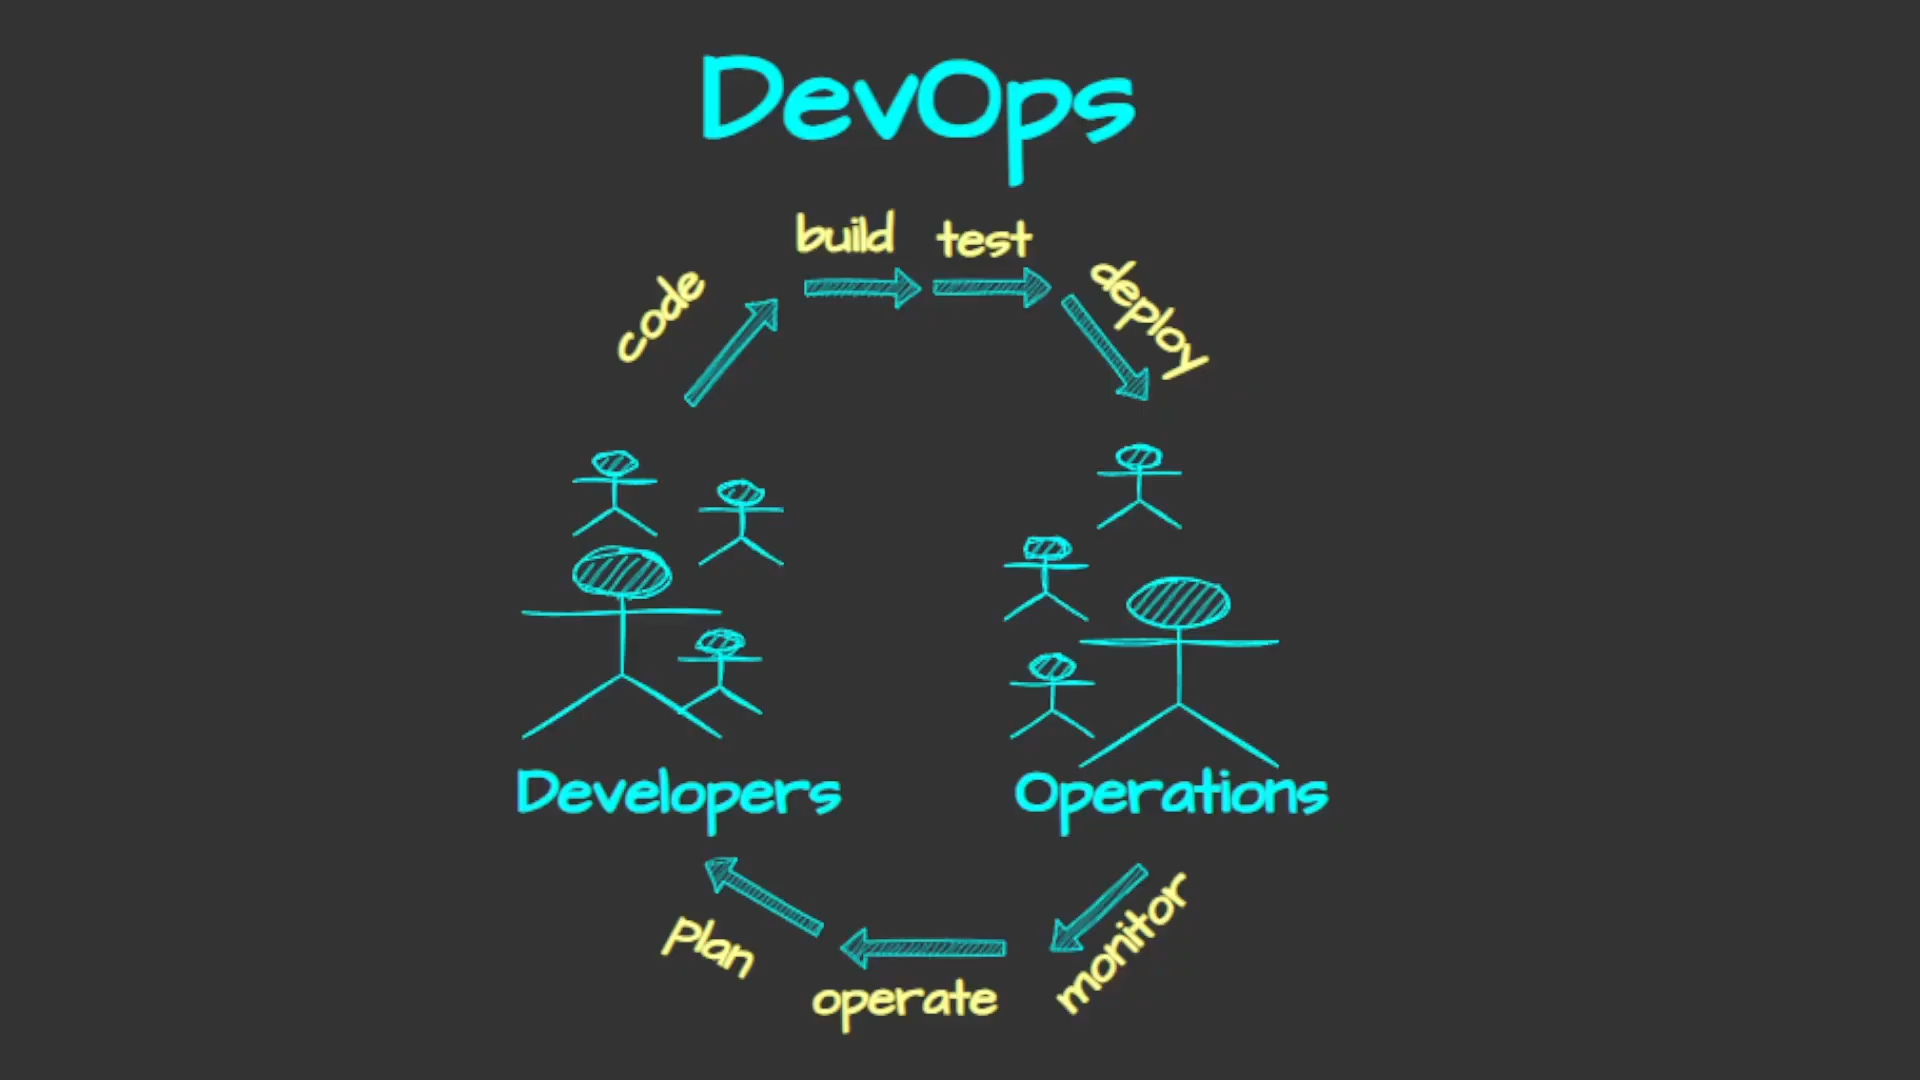 DevOps
build test
code
deploy
Developers
Operations
Plan
operate
monitor